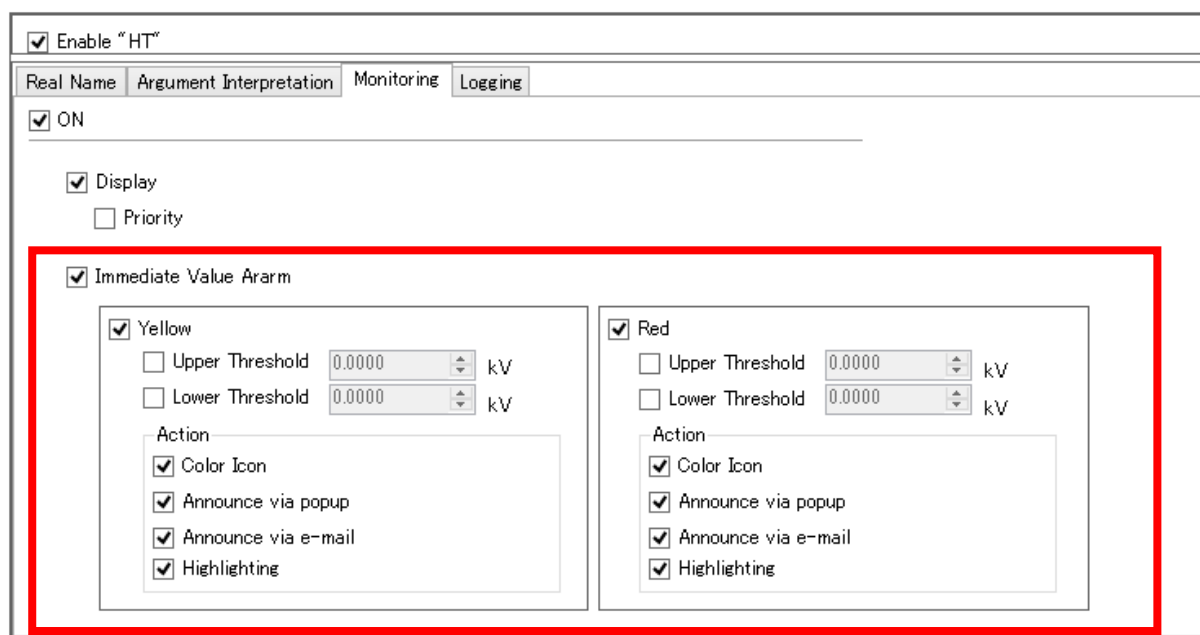 Enable "HT"
Real Name Argument Interpretation Monitoring Logging
ON
Display
Priority
Immediate Value Ararm
Yellow
Upper Threshold 0.0000 kV
Lower Threshold 0.0000 kV
Action
Color Icon
Announce via popup
Announce via e-mail
Highlighting
Red
Upper Threshold 0.0000 kV
Lower Threshold 0.0000 kV
Action
Color Icon
Announce via popup
Announce via e-mail
Highlighting